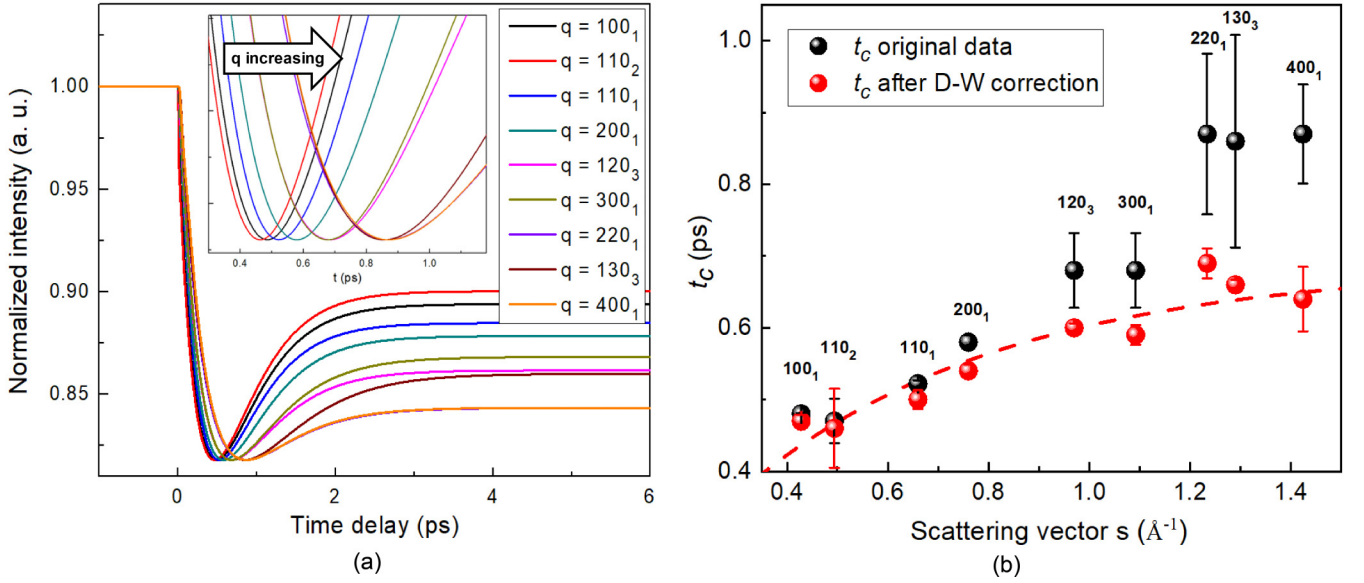 (a)
Normalized intensity (a. u.)
1.00
0.95
0.90
0.85
0
2
4
6
Time delay (ps)
q increasing
0.4
0.6
0.8
1.0
t (ps)
q = 100₁
q = 110₂
q = 110₁
q = 200₁
q = 120₃
q = 300₁
q = 220₁
q = 130₃
q = 400₁
(a)
(b)
t_C (ps)
1.0
0.8
0.6
0.4
t_C original data
t_C after D-W correction
100₁
110₂
110₁
200₁
120₃
300₁
220₁
130₃
400₁
0.4
0.6
0.8
1.0
1.2
1.4
Scattering vector s (Å⁻¹)
(b)